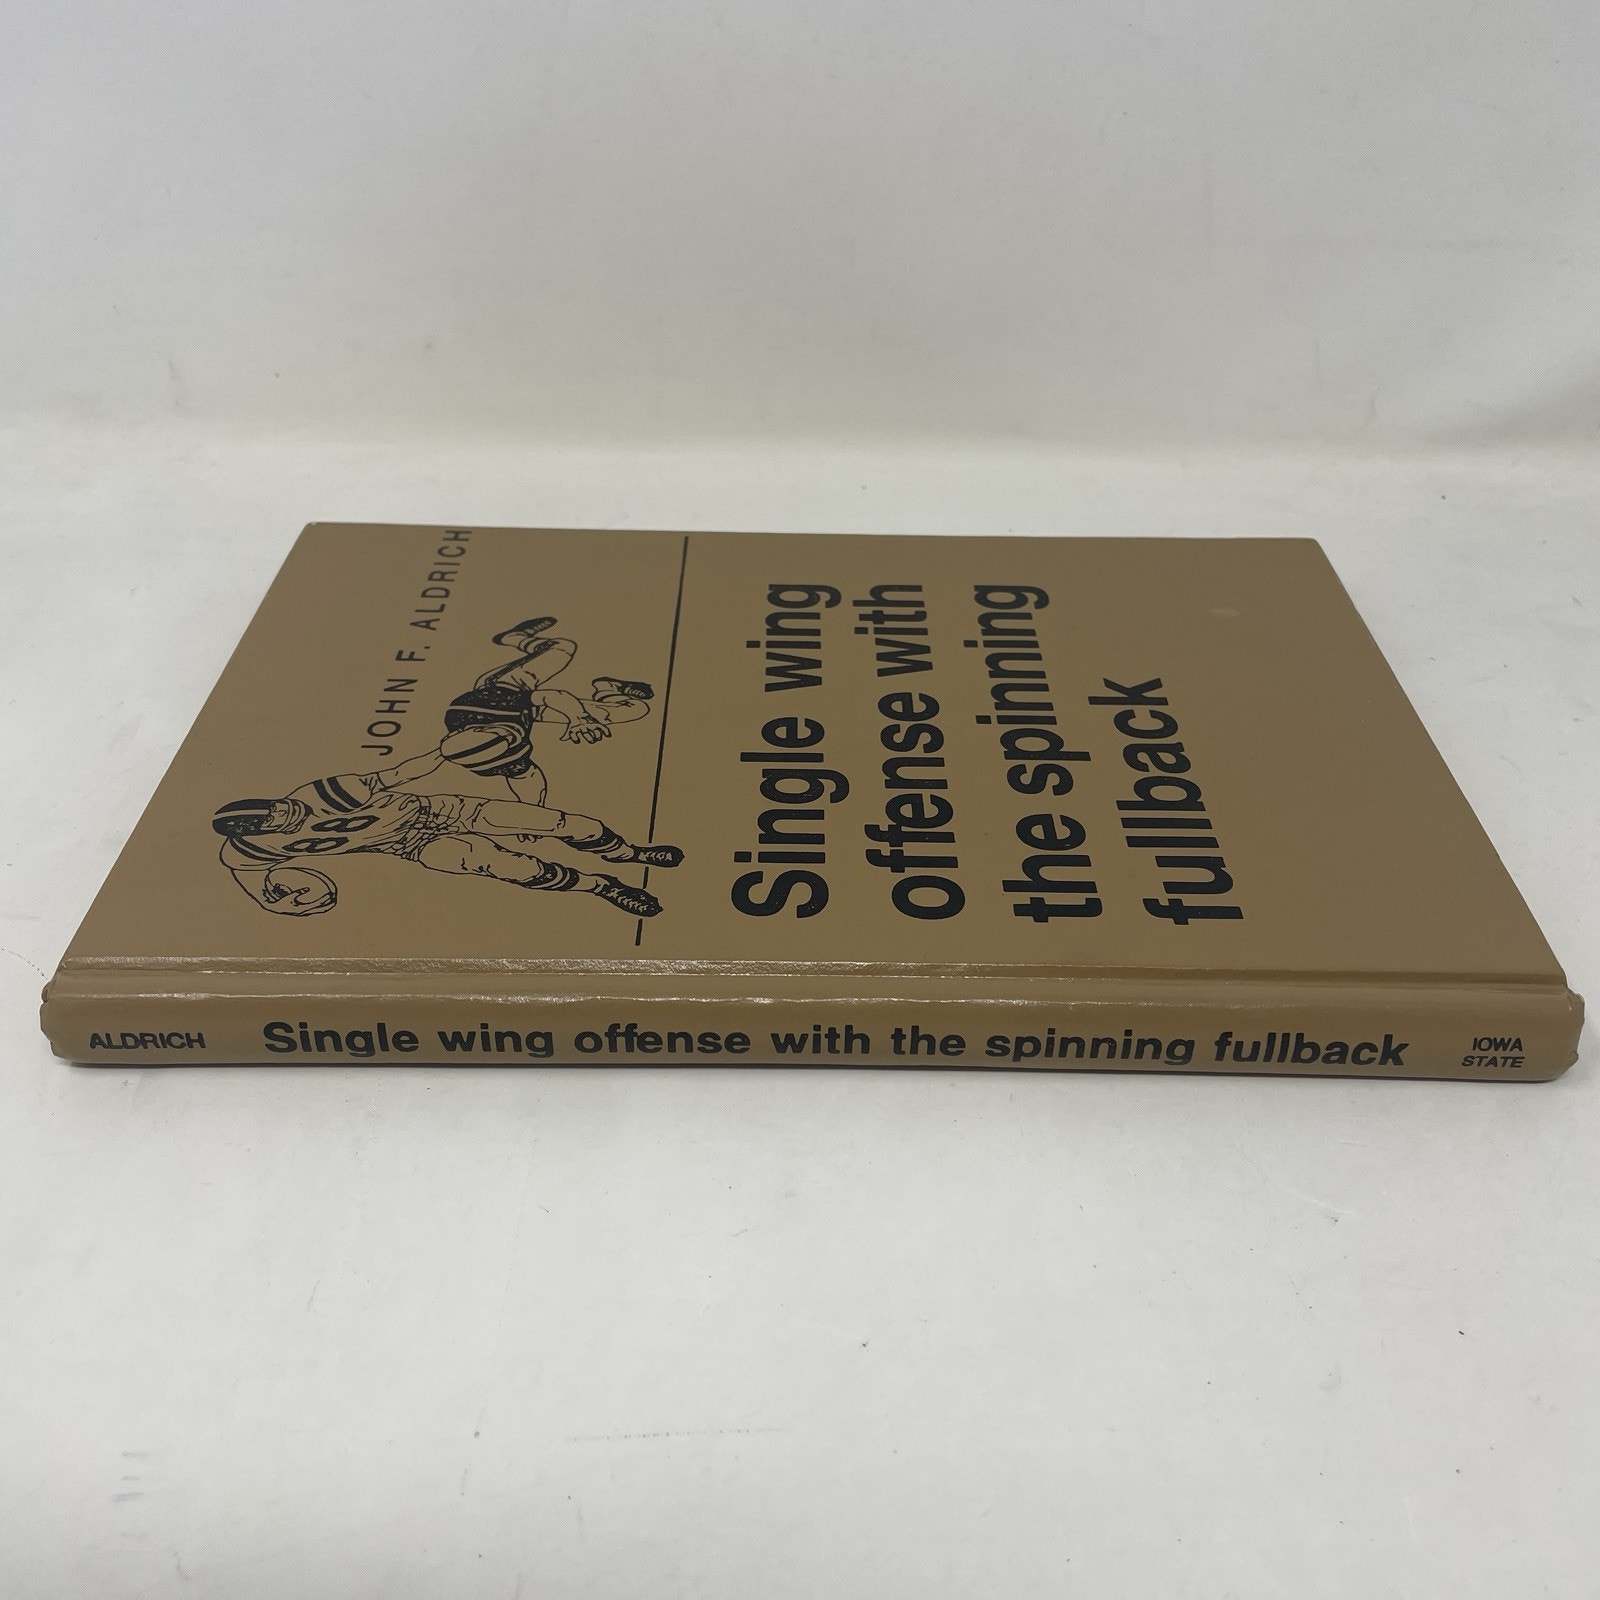 JOHN F. ALDRICH
88
Single wing
offense with
the spinning
fullback
ALDRICH
Single wing offense with the spinning fullback
IOWA
STATE